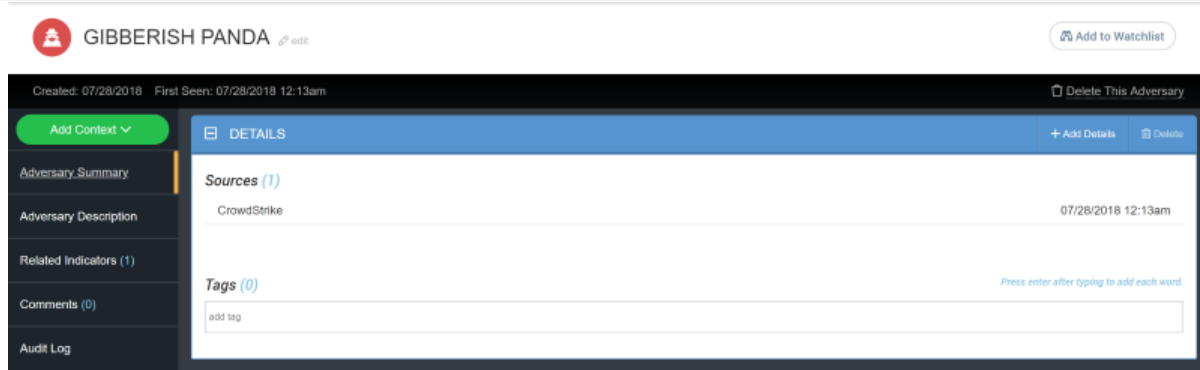 GIBBERISH PANDA edit
Add to Watchlist
Created: 07/28/2018 First Seen: 07/28/2018 12:13am
Delete This Adversary
Add Context
DETAILS
+ Add Details
Delete
Adversary Summary
Sources (1)
CrowdStrike 07/28/2018 12:13am
Adversary Description
Related Indicators (1)
Tags (0)
Press enter after typing to add each word.
Comments (0)
add tag
Audit Log